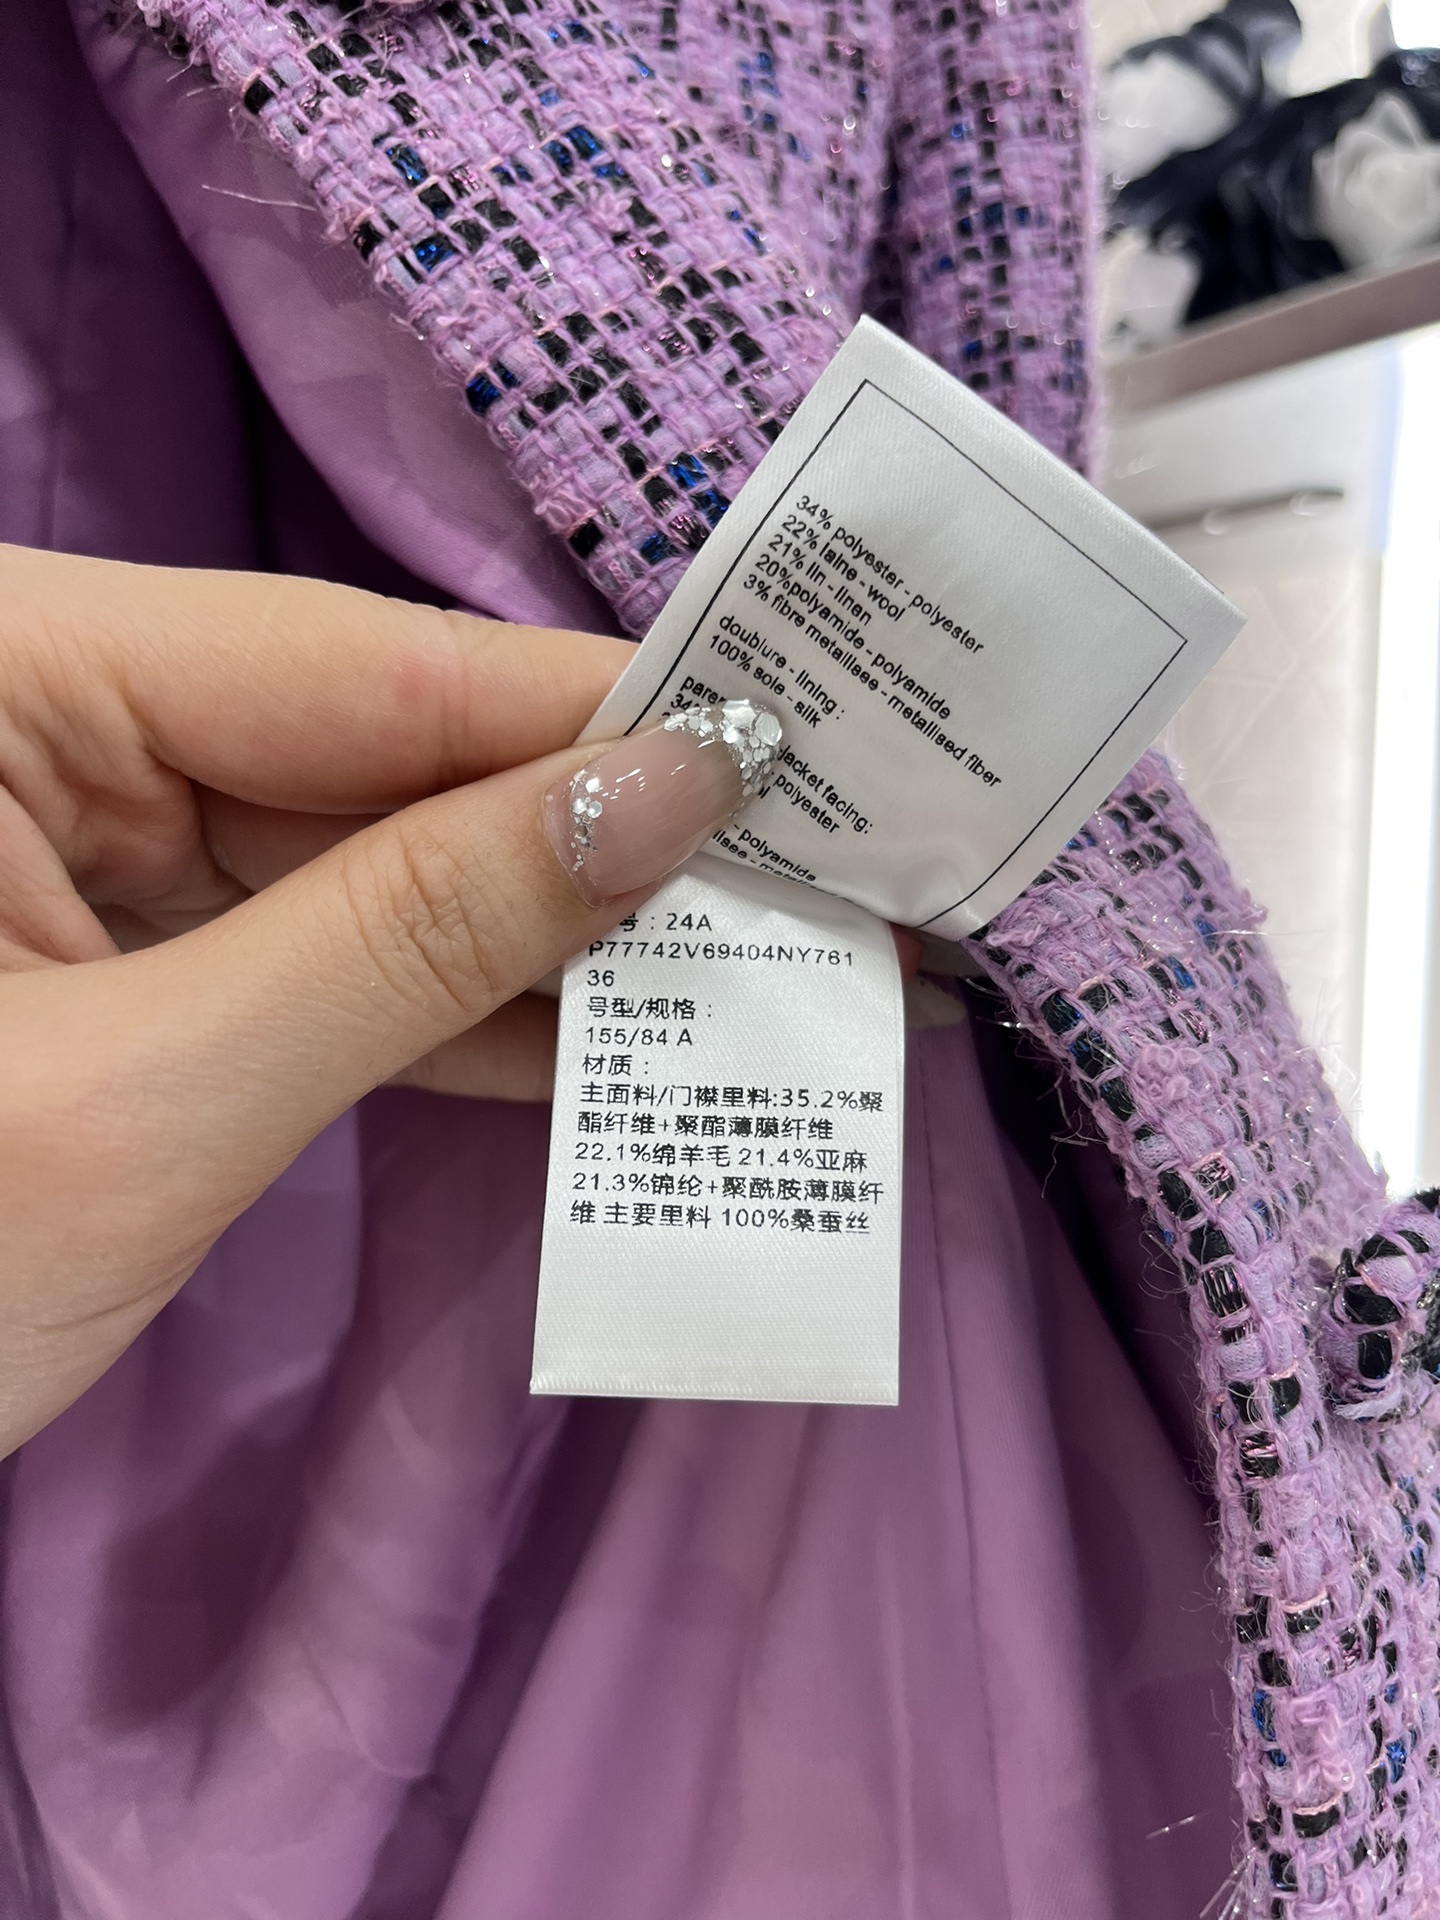 34% polyester - polyester
22% laine - wool
21% lin - linen
20%polyamide - polyamide
3% fibre metallisee - metallised fiber
doublure - lining :
100% soie - silk
jacket facing:
polyester
- polyamide
号 : 24A
P77742V69404NY761
36
号型/规格 :
155/84 A
材质 :
主面料/门襟里料:35.2%聚
酯纤维+聚酯薄膜纤维
22.1%绵羊毛 21.4%亚麻
21.3%锦纶+聚酰胺薄膜纤
维 主要里料 100%桑蚕丝